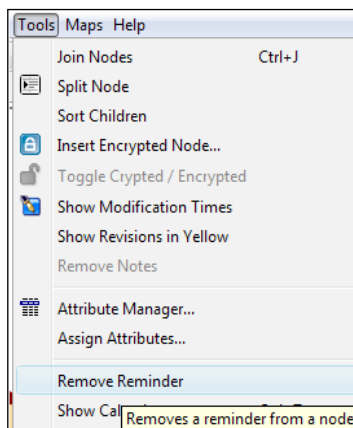 Tools Maps Help
Join Nodes Ctrl+J
Split Node
Sort Children
Insert Encrypted Node...
Toggle Crypted / Encrypted
Show Modification Times
Show Revisions in Yellow
Remove Notes
Attribute Manager...
Assign Attributes...
Remove Reminder
Show
Removes a reminder from a node